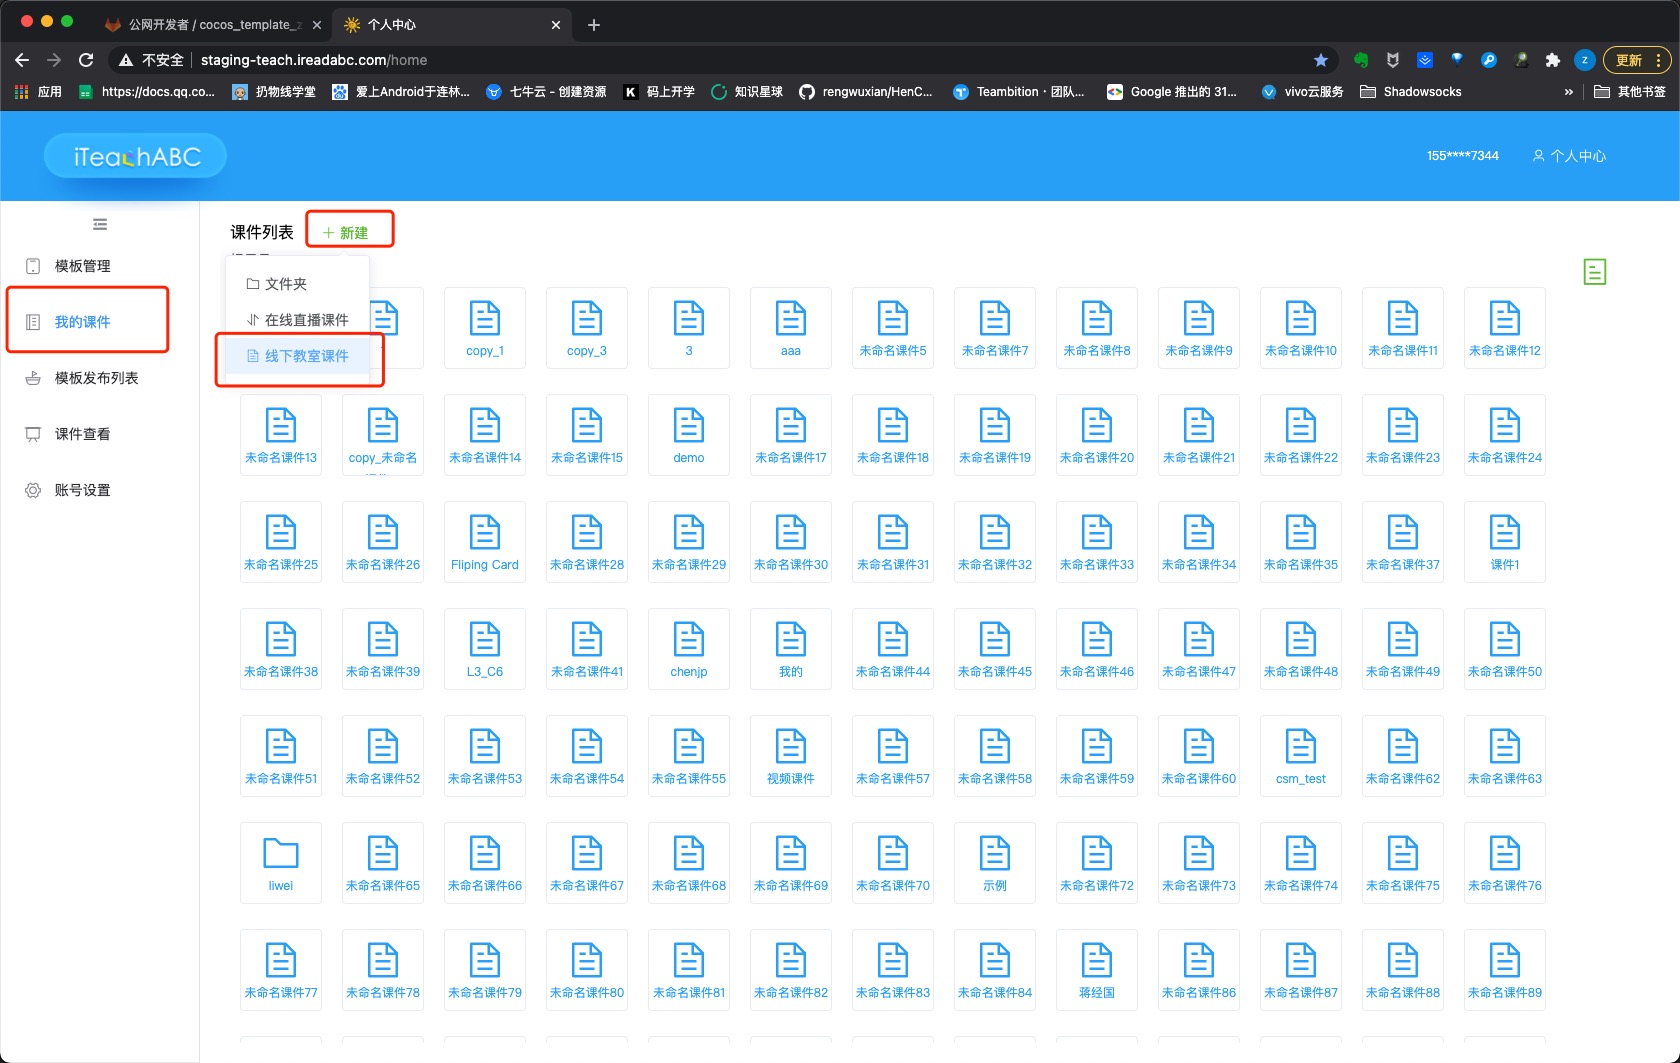 公网开发者 / cocos_template_z
个人中心
不安全
staging-teach.ireadabc.com/home
更新
应用
https://docs.qq.co...
扔物线学堂
爱上Android于连林...
七牛云 - 创建资源
码上开学
知识星球
rengwuxian/HenC...
Teambition · 团队...
Google 推出的 31...
vivo云服务
Shadowsocks
»
其他书签
iTeachABC
155****7344
个人中心
模板管理
我的课件
模板发布列表
课件查看
账号设置
课件列表
+ 新建
文件夹
在线直播课件
线下教室课件
copy_1
copy_3
3
aaa
未命名课件5
未命名课件7
未命名课件8
未命名课件9
未命名课件10
未命名课件11
未命名课件12
未命名课件13
copy_未命名
未命名课件14
未命名课件15
demo
未命名课件17
未命名课件18
未命名课件19
未命名课件20
未命名课件21
未命名课件22
未命名课件23
未命名课件24
未命名课件25
未命名课件26
Fliping Card
未命名课件28
未命名课件29
未命名课件30
未命名课件31
未命名课件32
未命名课件33
未命名课件34
未命名课件35
未命名课件37
课件1
未命名课件38
未命名课件39
L3_C6
未命名课件41
chenjp
我的
未命名课件44
未命名课件45
未命名课件46
未命名课件47
未命名课件48
未命名课件49
未命名课件50
未命名课件51
未命名课件52
未命名课件53
未命名课件54
未命名课件55
视频课件
未命名课件57
未命名课件58
未命名课件59
未命名课件60
csm_test
未命名课件62
未命名课件63
liwei
未命名课件65
未命名课件66
未命名课件67
未命名课件68
未命名课件69
未命名课件70
示例
未命名课件72
未命名课件73
未命名课件74
未命名课件75
未命名课件76
未命名课件77
未命名课件78
未命名课件79
未命名课件80
未命名课件81
未命名课件82
未命名课件83
未命名课件84
蒋经国
未命名课件86
未命名课件87
未命名课件88
未命名课件89